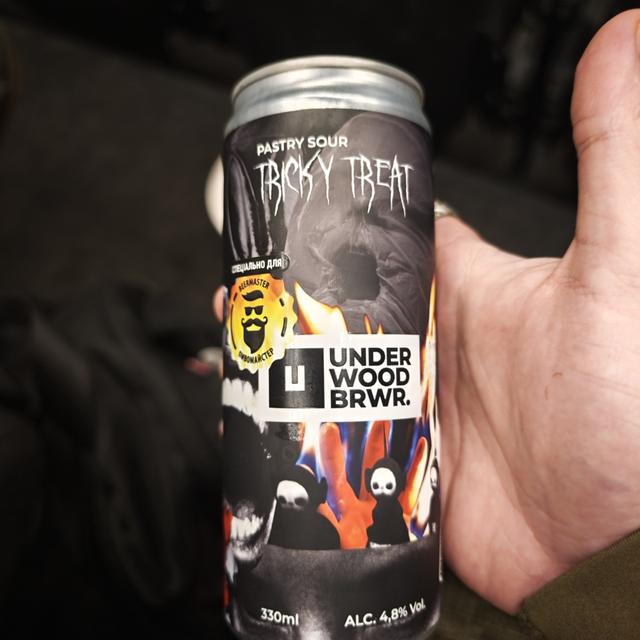 PASTRY SOUR
TRICKY TREAT
СПЕЦІАЛЬНО ДЛЯ
BEERMASTER
ПИВОМАЙСТЕР
U
UNDER
WOOD
BRWR.
330ml
ALC. 4,8% Vol.